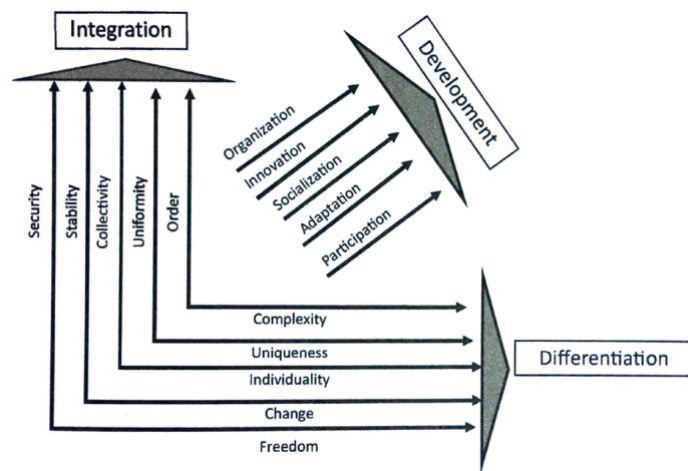 Integration
Development
Organization
Innovation
Socialization
Adaptation
Participation
Security
Stability
Collectivity
Uniformity
Order
Complexity
Uniqueness
Individuality
Change
Freedom
Differentiation